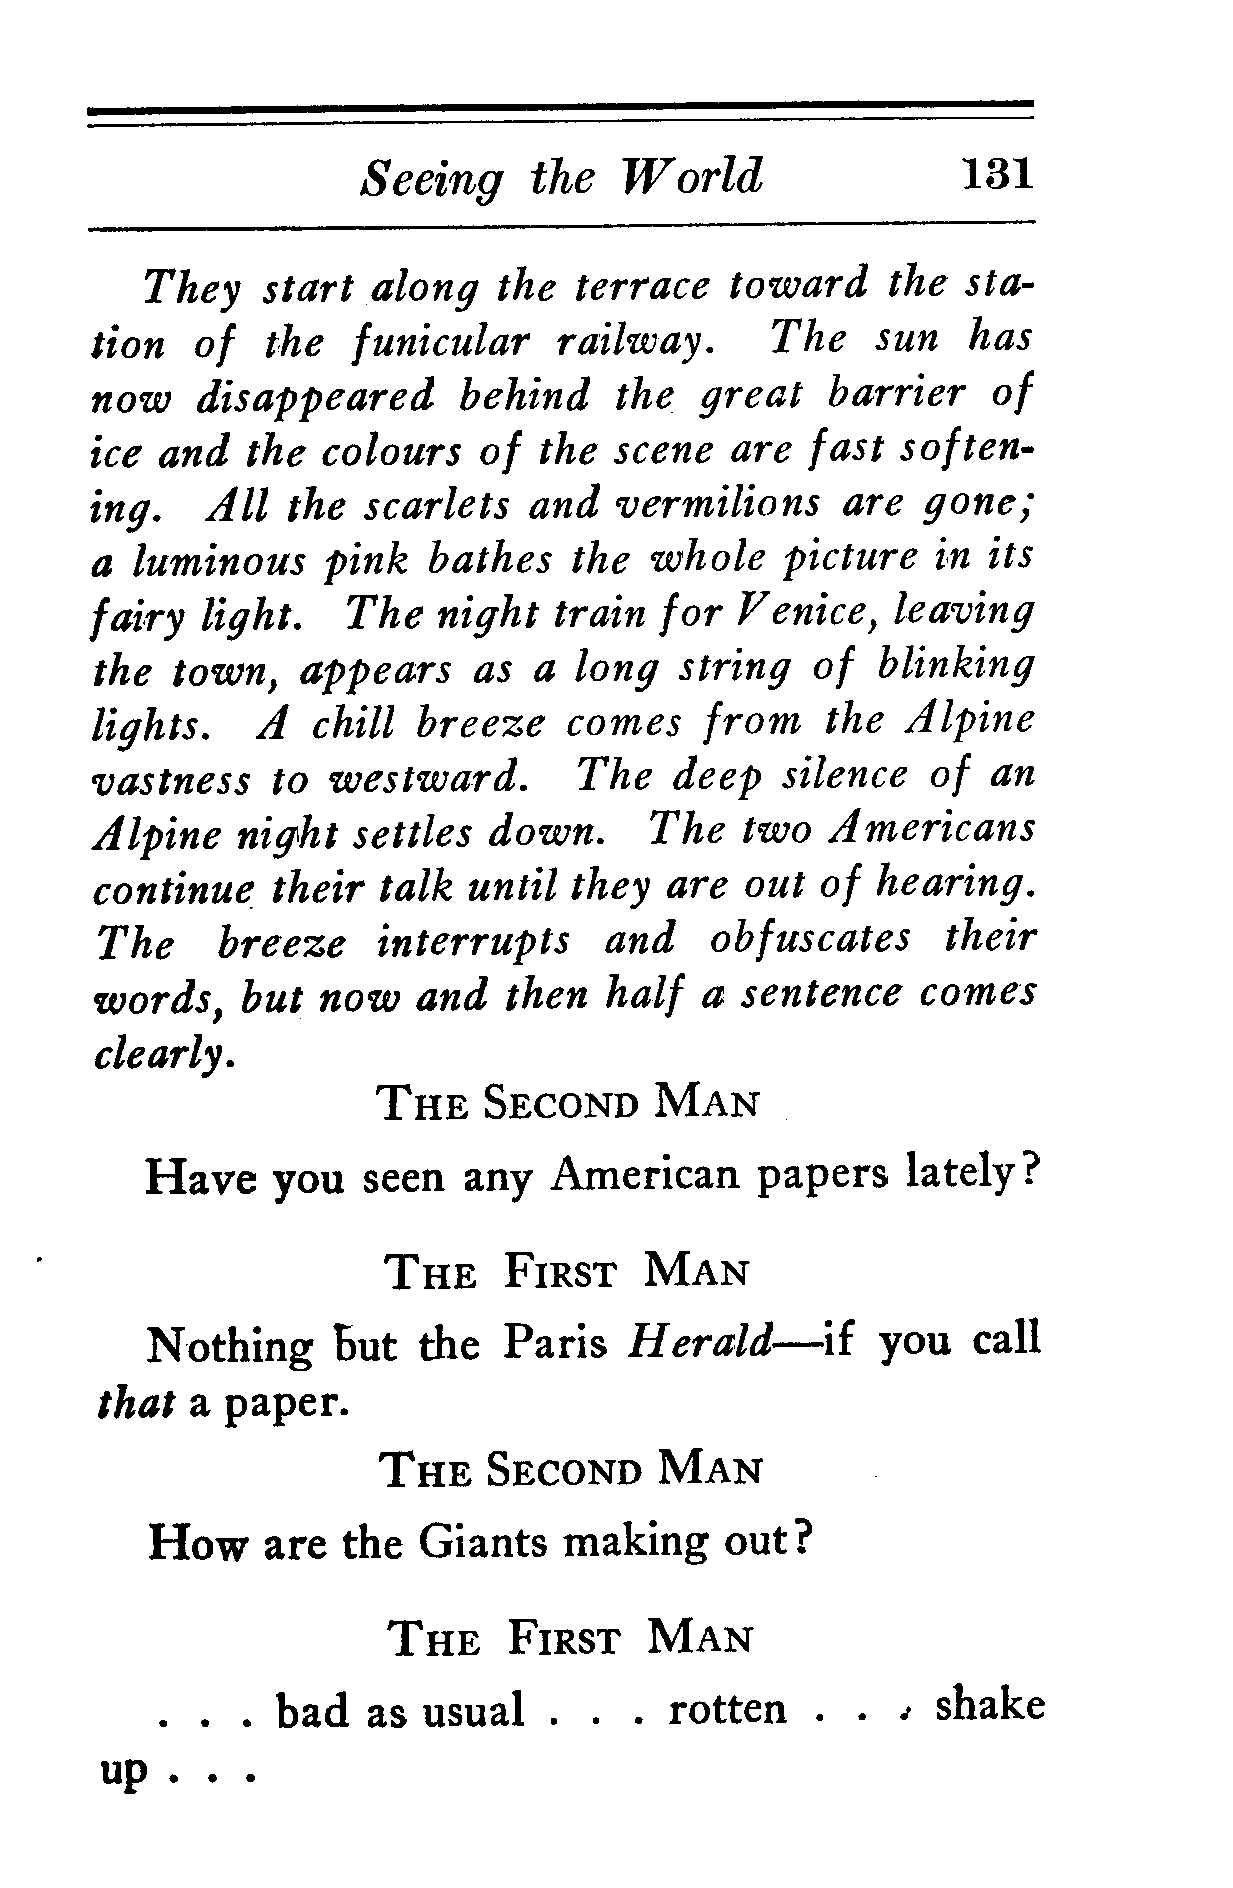 Seeing the World 131
They start along the terrace toward the sta-
tion of the funicular railway. The sun has
now disappeared behind the great barrier of
ice and the colours of the scene are fast soften-
ing. All the scarlets and vermilions are gone;
a luminous pink bathes the whole picture in its
fairy light. The night train for Venice, leaving
the town, appears as a long string of blinking
lights. A chill breeze comes from the Alpine
vastness to westward. The deep silence of an
Alpine night settles down. The two Americans
continue their talk until they are out of hearing.
The breeze interrupts and obfuscates their
words, but now and then half a sentence comes
clearly.
THE SECOND MAN
Have you seen any American papers lately?
THE FIRST MAN
Nothing but the Paris Herald—if you call
that a paper.
THE SECOND MAN
How are the Giants making out?
THE FIRST MAN
. . . bad as usual . . . rotten . . . shake
up . . .